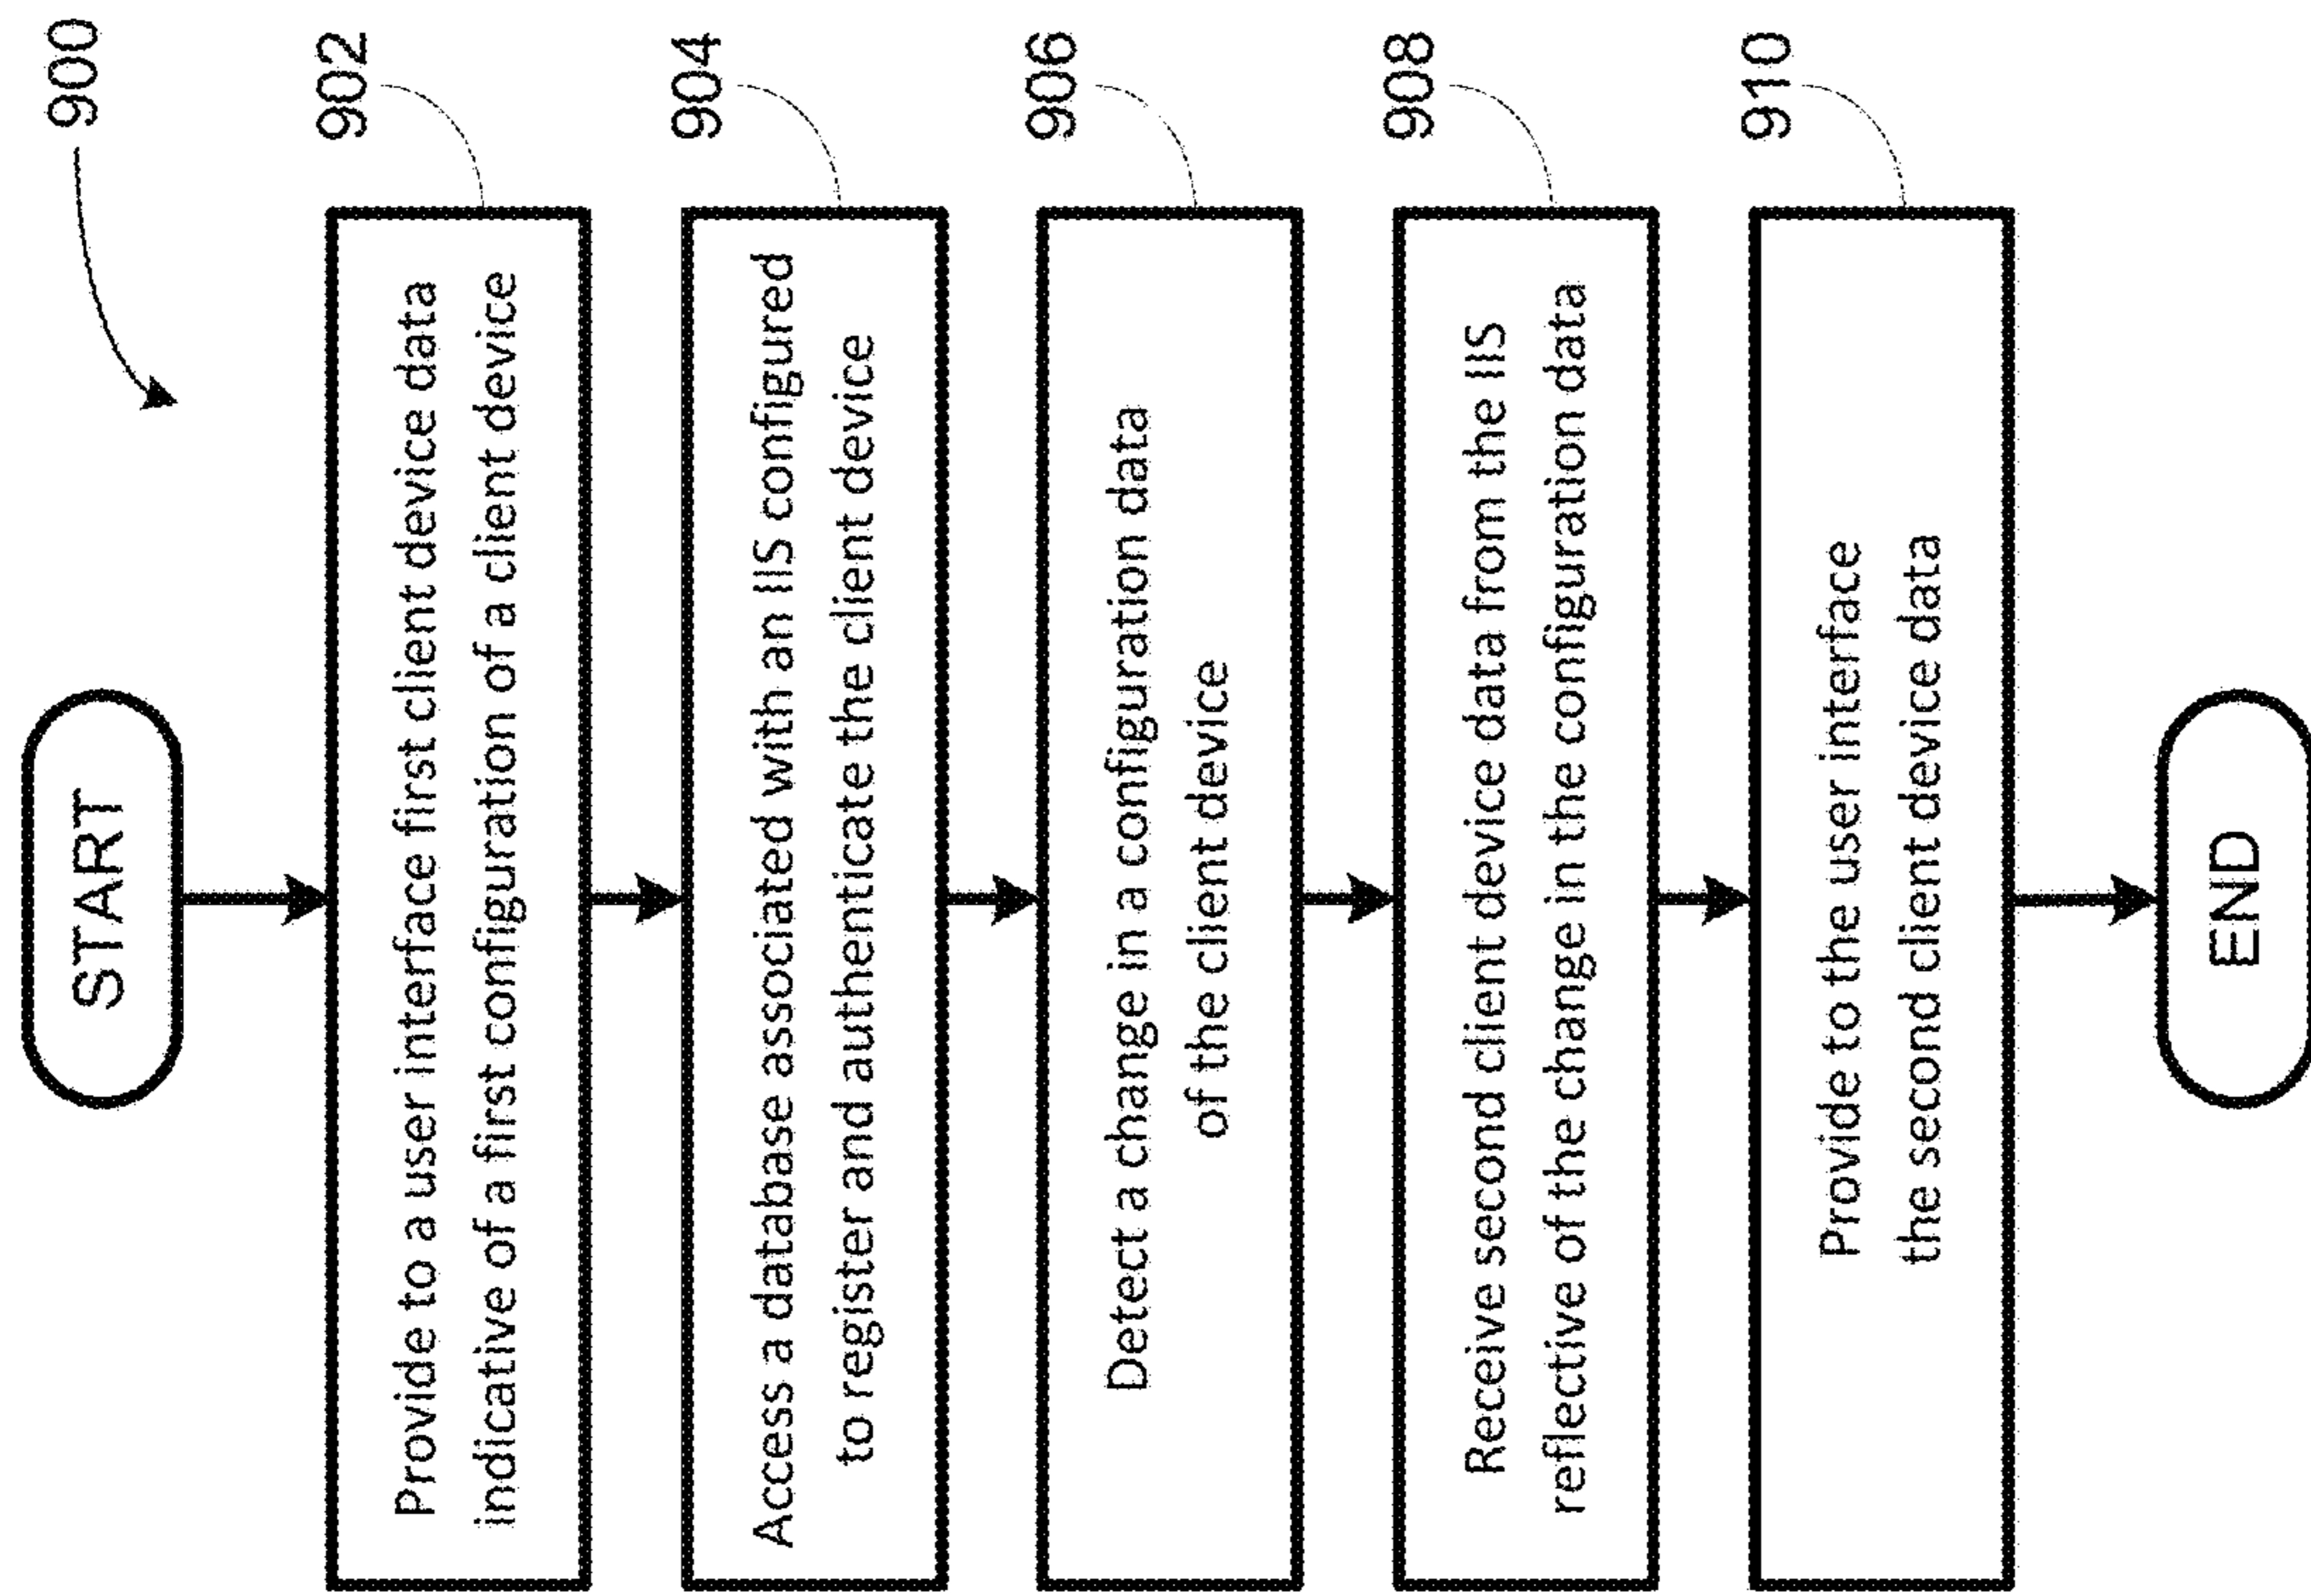 900
START
902
Provide to a user interface first client device data
indicative of a first configuration of a client device
904
Access a database associated with an IIS configured
to register and authenticate the client device
906
Detect a change in a configuration data
of the client device
908
Receive second client device data from the IIS
reflective of the change in the configuration data
910
Provide to the user interface
the second client device data
END